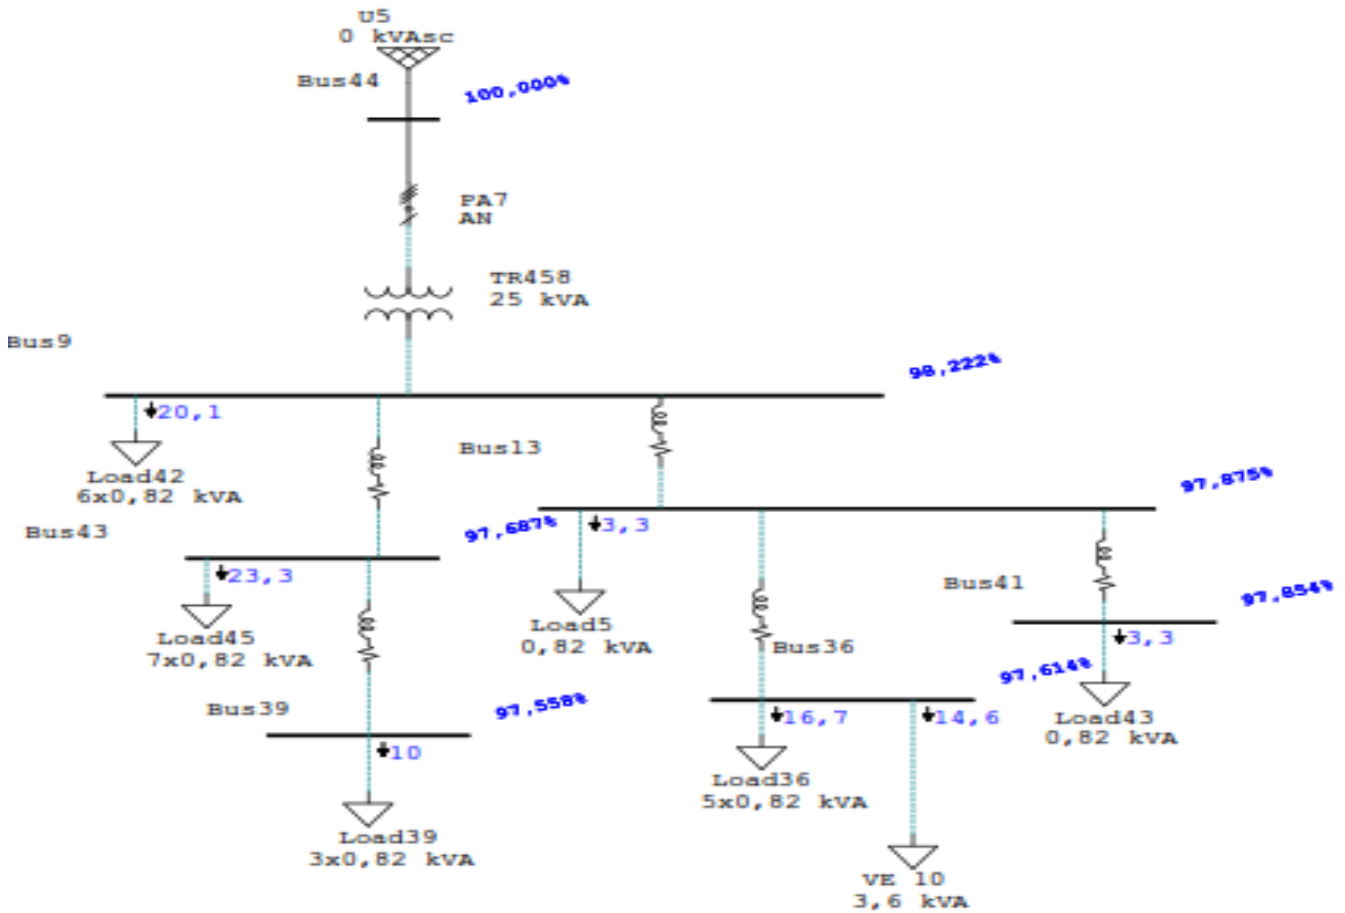 U5
0 kVAsc
Bus44
100,000%
PA7
AN
TR458
25 kVA
Bus9
98,222%
20,1
Load42
6x0,82 kVA
Bus13
97,875%
Bus43
97,687%
3,3
23,3
Load45
7x0,82 kVA
Load5
0,82 kVA
Bus41
97,854%
3,3
Bus36
97,614%
Bus39
97,558%
16,7
14,6
Load43
0,82 kVA
10
Load36
5x0,82 kVA
Load39
3x0,82 kVA
VE 10
3,6 kVA